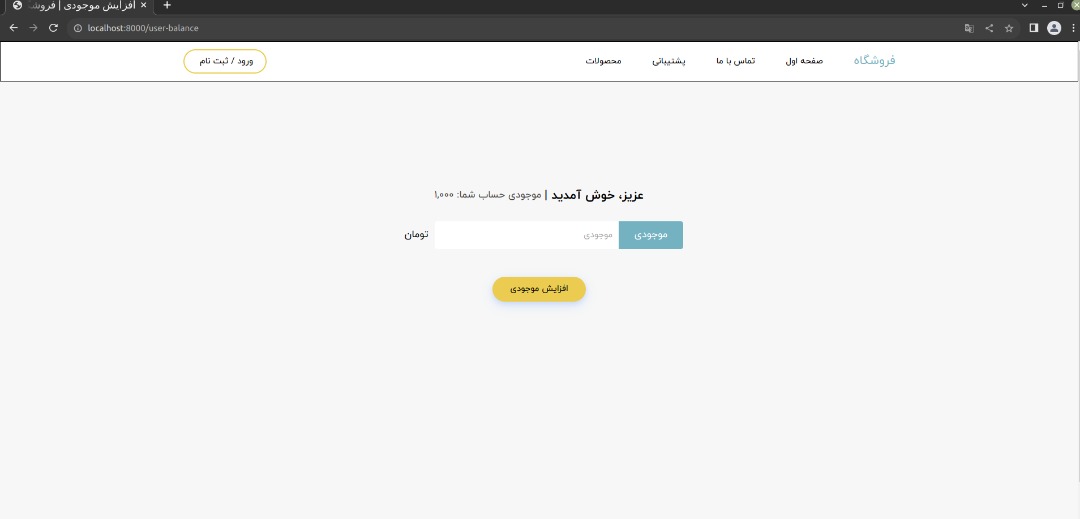 افزایش موجودی | فروش
localhost:8000/user-balance
فروشگاه صفحه اول تماس با ما پشتیبانی محصولات ورود / ثبت نام
عزیز، خوش آمدید | موجودی حساب شما: ۱,۰۰۰
موجودی موجودی تومان
افزایش موجودی